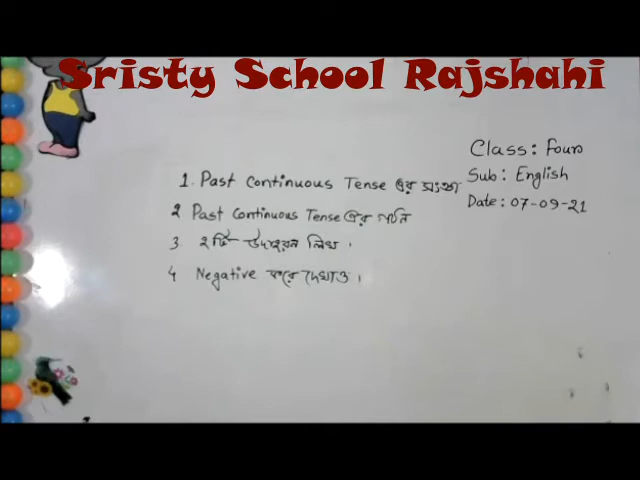 Sristy School Rajshahi
Class: Four
Sub: English
Date: 07-09-21
1. Past Continuous Tense এর সংজ্ঞা
2 Past Continuous Tense এর গঠন
3 ২টি উদাহরন লিখ।
4 Negative করে দেখাও।